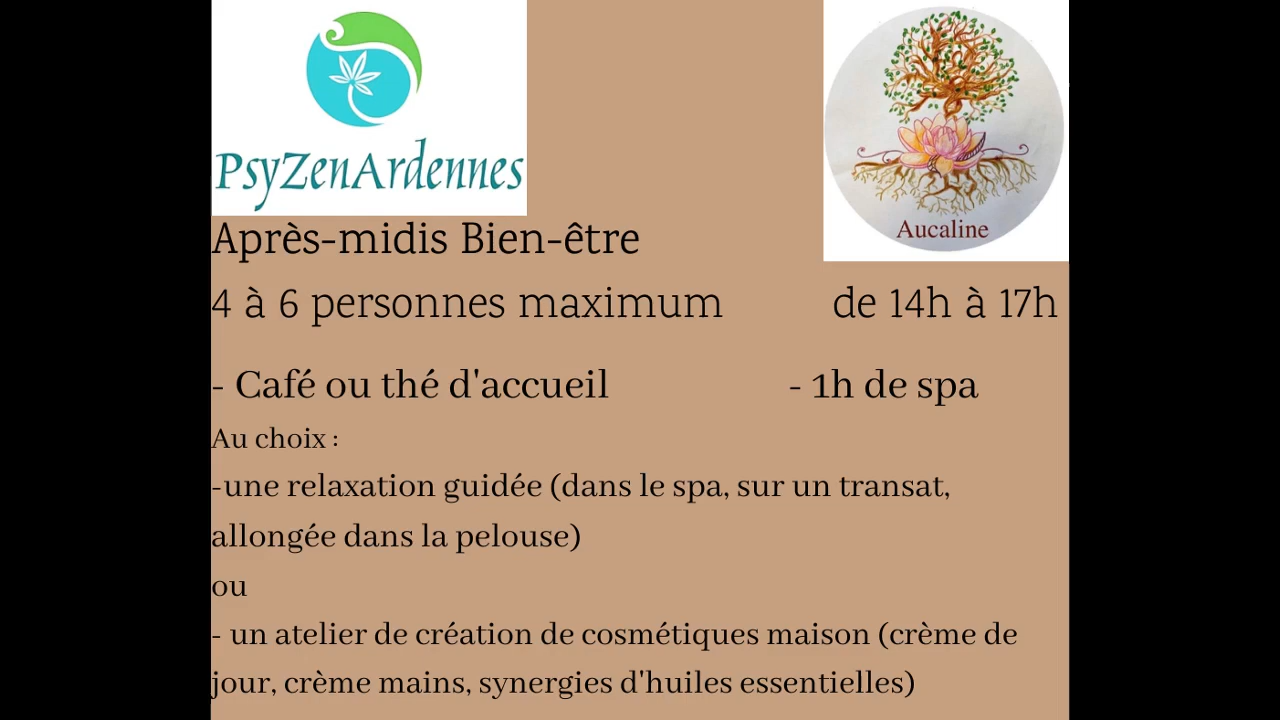 PsyZenArdennes
Aucaline
Après-midis Bien-être
4 à 6 personnes maximum de 14h à 17h
- Café ou thé d'accueil - 1h de spa
Au choix :
-une relaxation guidée (dans le spa, sur un transat,
allongée dans la pelouse)
ou
- un atelier de création de cosmétiques maison (crème de
jour, crème mains, synergies d'huiles essentielles)